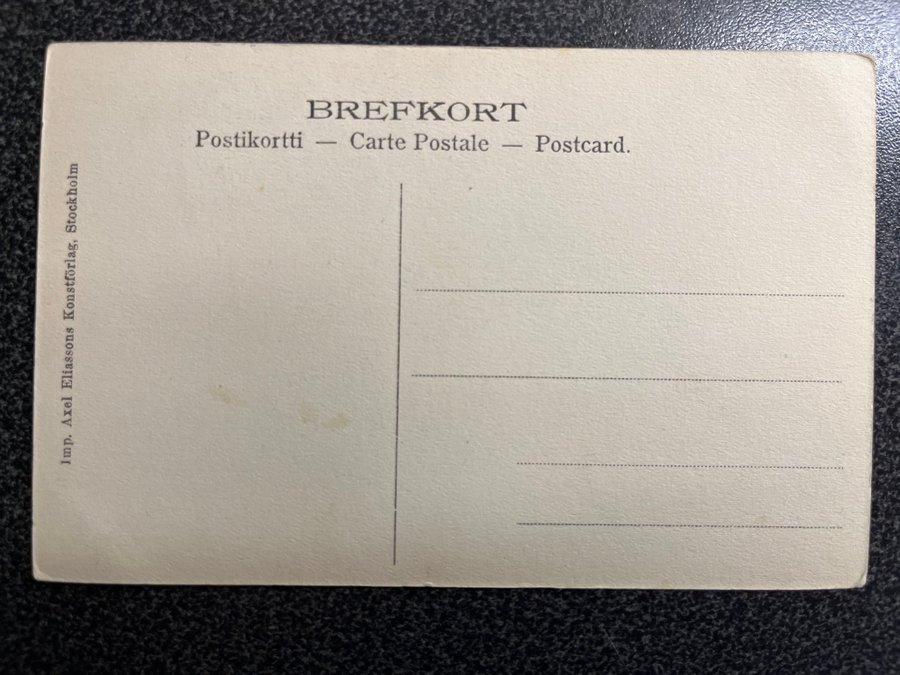 BREFKORT
Postikortti — Carte Postale — Postcard.
Imp. Axel Eliassons Konstförlag, Stockholm